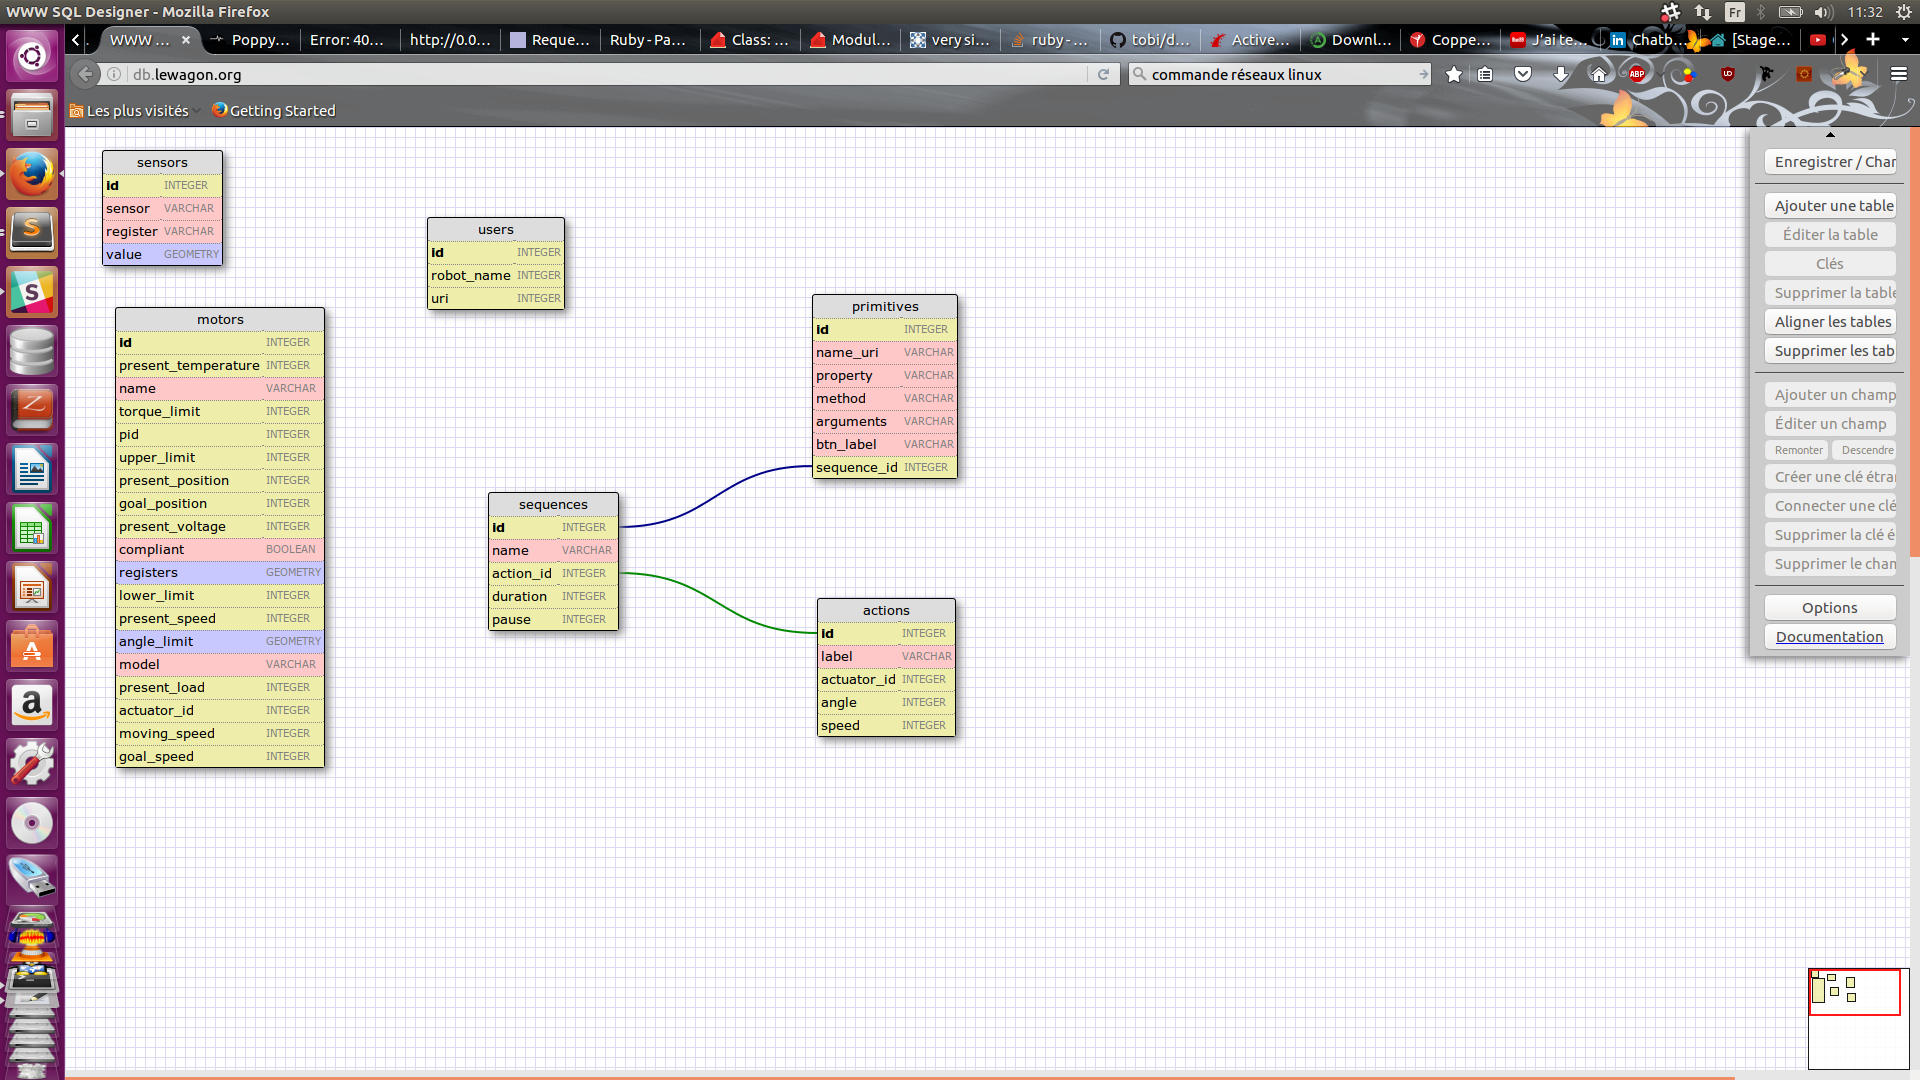 WWW SQL Designer - Mozilla Firefox
Fr
11:32
WWW ...
Poppy...
Error: 40...
http://0.0...
Reque...
Ruby - Pa...
Class: ...
Modul...
very si...
ruby - ...
tobi/d...
Active...
Downl...
Coppe...
J'ai te...
Chatb...
[Stage...
db.lewagon.org
commande réseaux linux
ABP
Les plus visités
Getting Started
sensors
id INTEGER
sensor VARCHAR
register VARCHAR
value GEOMETRY
users
id INTEGER
robot_name INTEGER
uri INTEGER
motors
id INTEGER
present_temperature INTEGER
name VARCHAR
torque_limit INTEGER
pid INTEGER
upper_limit INTEGER
present_position INTEGER
goal_position INTEGER
present_voltage INTEGER
compliant BOOLEAN
registers GEOMETRY
lower_limit INTEGER
present_speed INTEGER
angle_limit GEOMETRY
model VARCHAR
present_load INTEGER
actuator_id INTEGER
moving_speed INTEGER
goal_speed INTEGER
primitives
id INTEGER
name_uri VARCHAR
property VARCHAR
method VARCHAR
arguments VARCHAR
btn_label VARCHAR
sequence_id INTEGER
sequences
id INTEGER
name VARCHAR
action_id INTEGER
duration INTEGER
pause INTEGER
actions
id INTEGER
label VARCHAR
actuator_id INTEGER
angle INTEGER
speed INTEGER
Enregistrer / Char
Ajouter une table
Éditer la table
Clés
Supprimer la table
Aligner les tables
Supprimer les tab
Ajouter un champ
Éditer un champ
Remonter Descendre
Créer une clé étra
Connecter une clé
Supprimer la clé é
Supprimer le chan
Options
Documentation